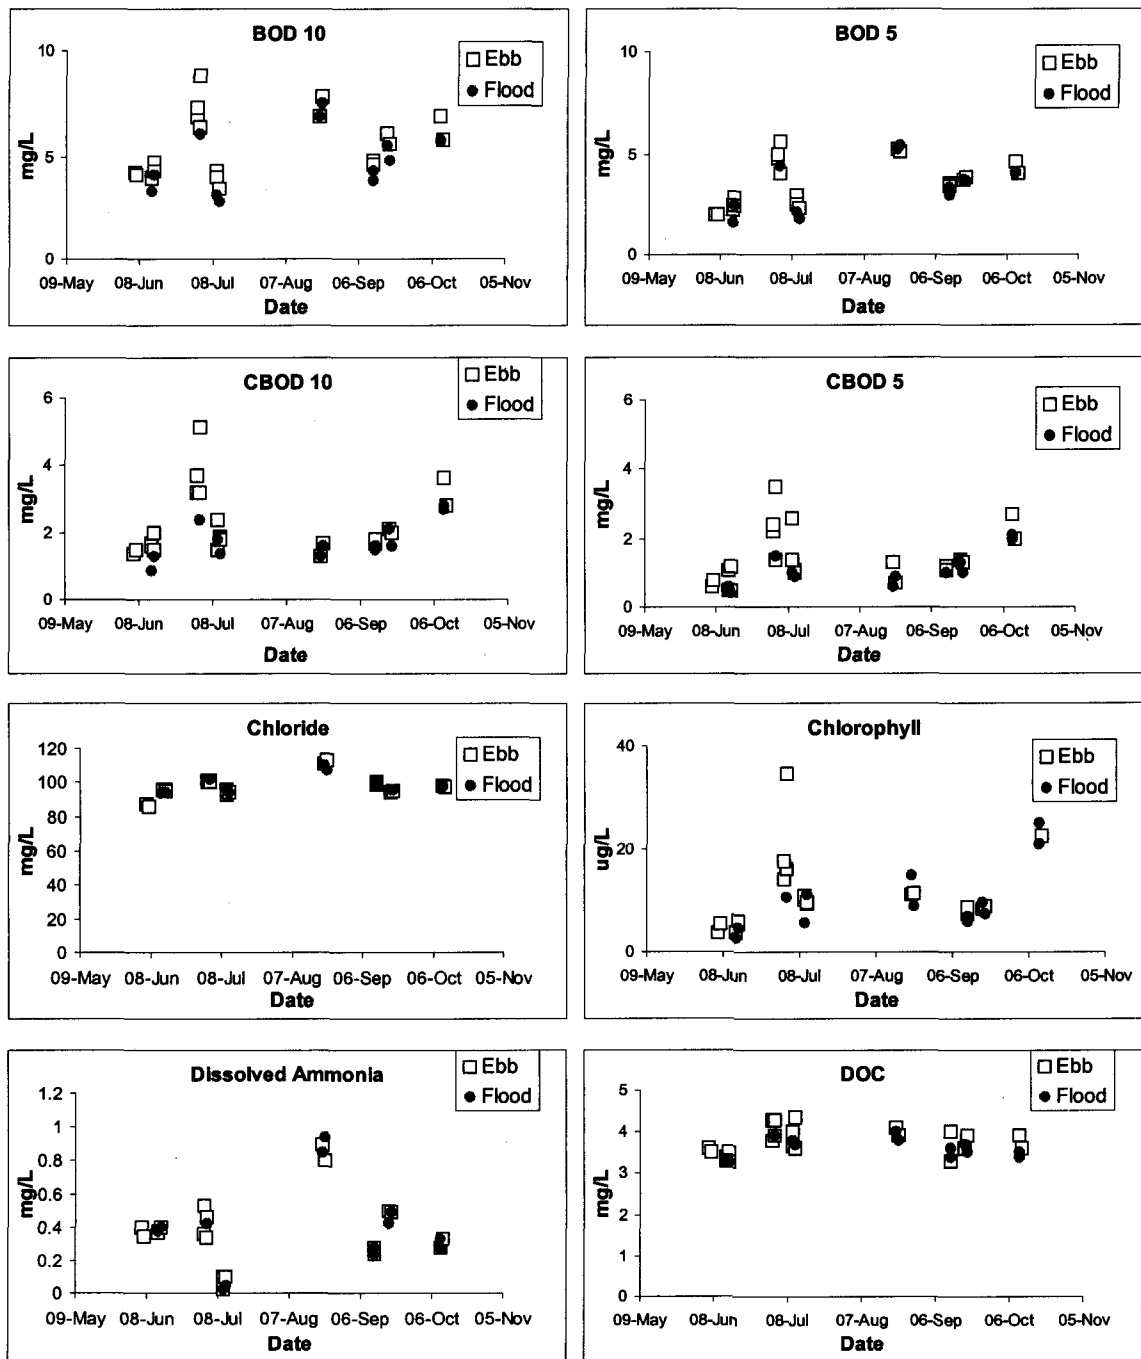 BOD 10
Ebb
Flood
10
5
0
mg/L
09-May 08-Jun 08-Jul 07-Aug 06-Sep 06-Oct 05-Nov
Date
BOD 5
Ebb
Flood
10
5
0
mg/L
09-May 08-Jun 08-Jul 07-Aug 06-Sep 06-Oct 05-Nov
Date
CBOD 10
Ebb
Flood
6
4
2
0
mg/L
09-May 08-Jun 08-Jul 07-Aug 06-Sep 06-Oct 05-Nov
Date
CBOD 5
Ebb
Flood
6
4
2
0
mg/L
09-May 08-Jun 08-Jul 07-Aug 06-Sep 06-Oct 05-Nov
Date
Chloride
Ebb
Flood
120
100
80
60
40
20
0
mg/L
09-May 08-Jun 08-Jul 07-Aug 06-Sep 06-Oct 05-Nov
Date
Chlorophyll
Ebb
Flood
40
20
0
ug/L
09-May 08-Jun 08-Jul 07-Aug 06-Sep 06-Oct 05-Nov
Date
Dissolved Ammonia
Ebb
Flood
1.2
1
0.8
0.6
0.4
0.2
0
mg/L
09-May 08-Jun 08-Jul 07-Aug 06-Sep 06-Oct 05-Nov
Date
DOC
Ebb
Flood
5
4
3
2
1
0
mg/L
09-May 08-Jun 08-Jul 07-Aug 06-Sep 06-Oct 05-Nov
Date